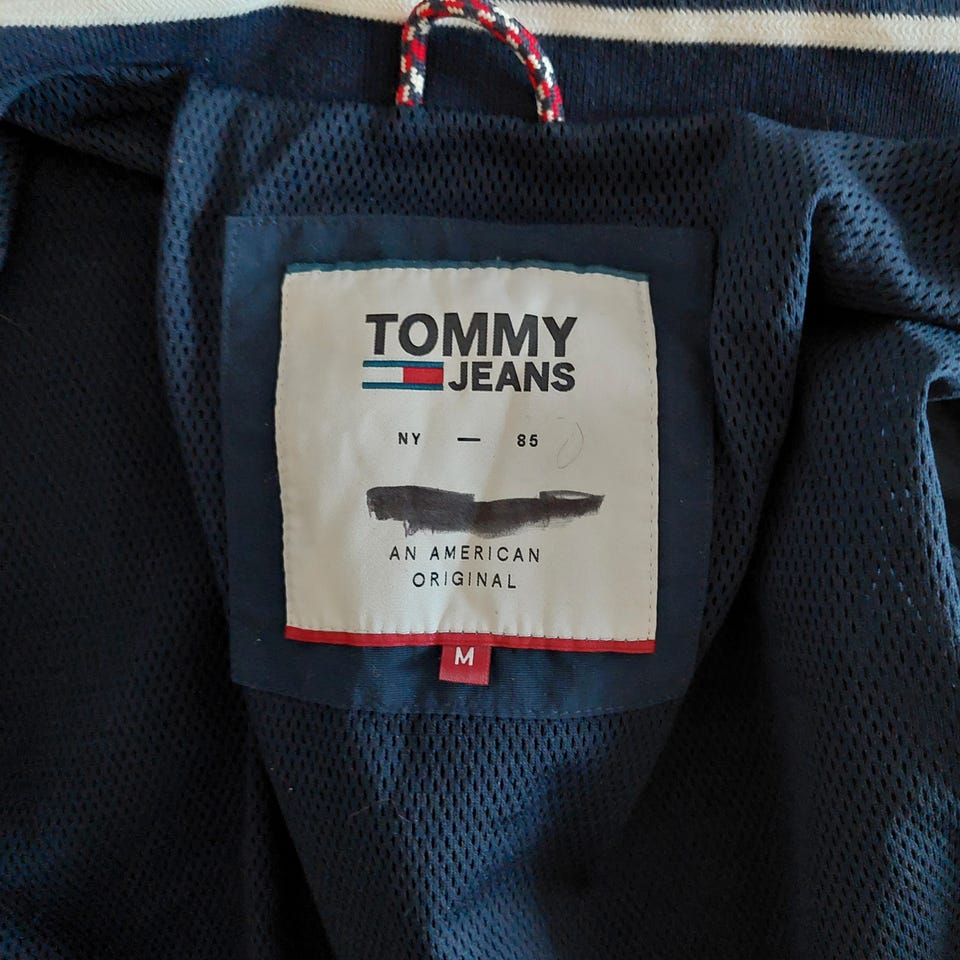 TOMMY
JEANS
NY — 85
AN AMERICAN
ORIGINAL
M